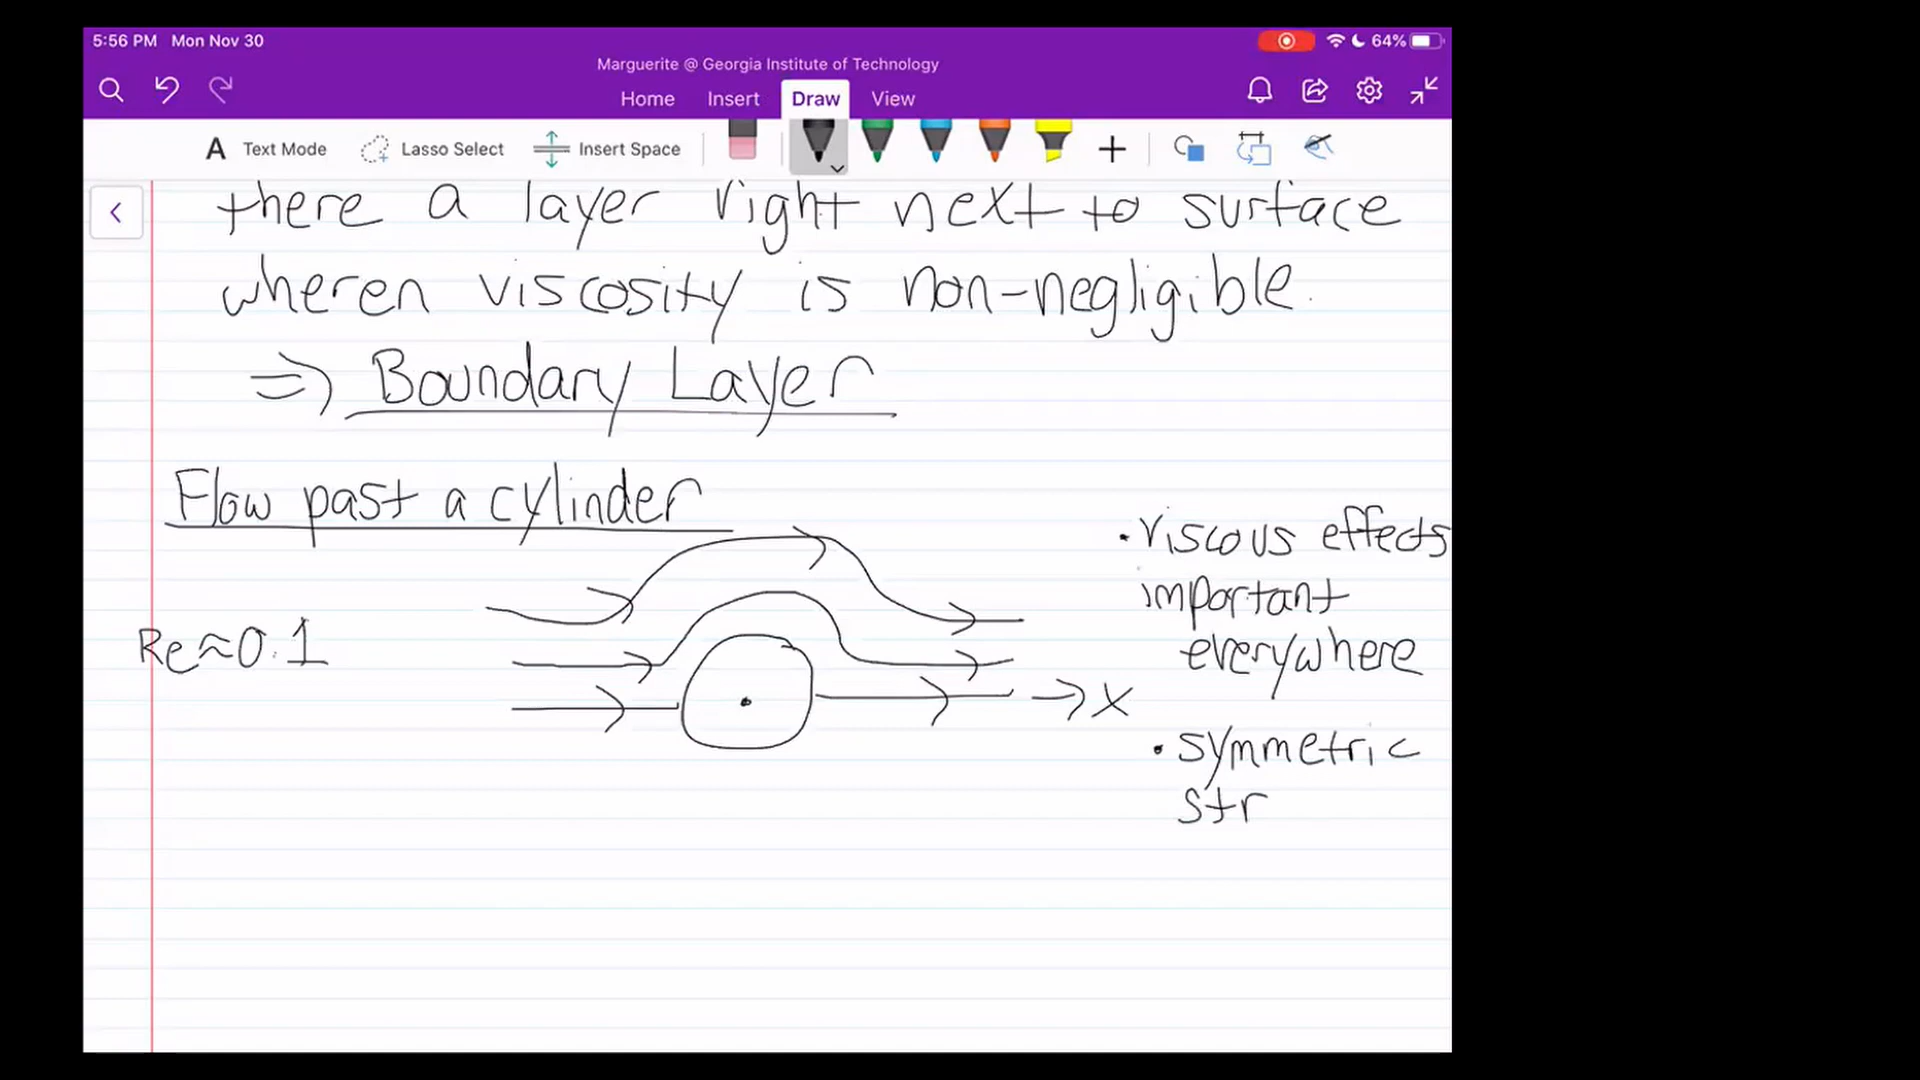 5:56 PM Mon Nov 30
64%
Marguerite @ Georgia Institute of Technology
Home Insert Draw View
A Text Mode Lasso Select Insert Space
there a layer right next to surface
wheren viscosity is non-negligible.
⇒ Boundary Layer
Flow past a cylinder
• Viscous effects
important
everywhere
Re≈0.1
→ X
• symmetric
str